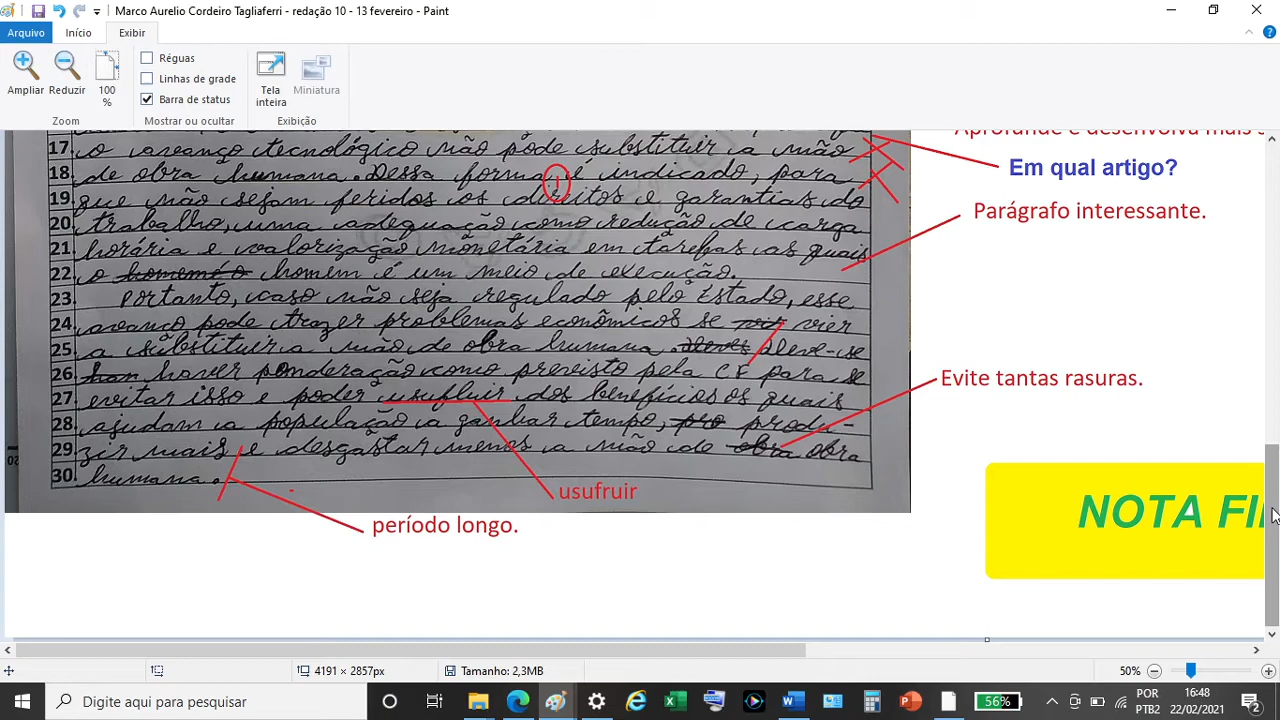 Marco Aurelio Cordeiro Tagliaferri - redação 10 - 13 fevereiro - Paint
Arquivo Início Exibir
Ampliar Reduzir 100 %
Réguas
Linhas de grade
Barra de status
Tela inteira Miniatura
Zoom Mostrar ou ocultar Exibição
17. o avanço tecnológico não pôde substituir a mão
Em qual artigo?
18. de obra humana. Dessa forma é indicado, para
19. que não sejam feridos os direitos e garantias do
Parágrafo interessante.
20. trabalho, uma adequação como redução de carga
21. horária e valorização monetária em tarefas as quais
22. o homem é o homem é um meio de execução.
23. Portanto, caso não seja regulado pelo Estado, esse
24. avanço pode trazer problemas econômicos se vier
25. a substituir a mão de obra humana. Deve-se
26. haver ponderação como previsto pela CF para se
Evite tantas rasuras.
27. evitar isso e poder usufluir dos benefícios os quais
28. ajudam a população a ganhar tempo, pro produ-
29. zir mais e desgastar menos a mão de obra obra
30. humana.
usufruir
período longo.
NOTA FI
4191 × 2857px Tamanho: 2,3MB 50%
Digite aqui para pesquisar
56% POR PTB2 16:48 22/02/2021 2